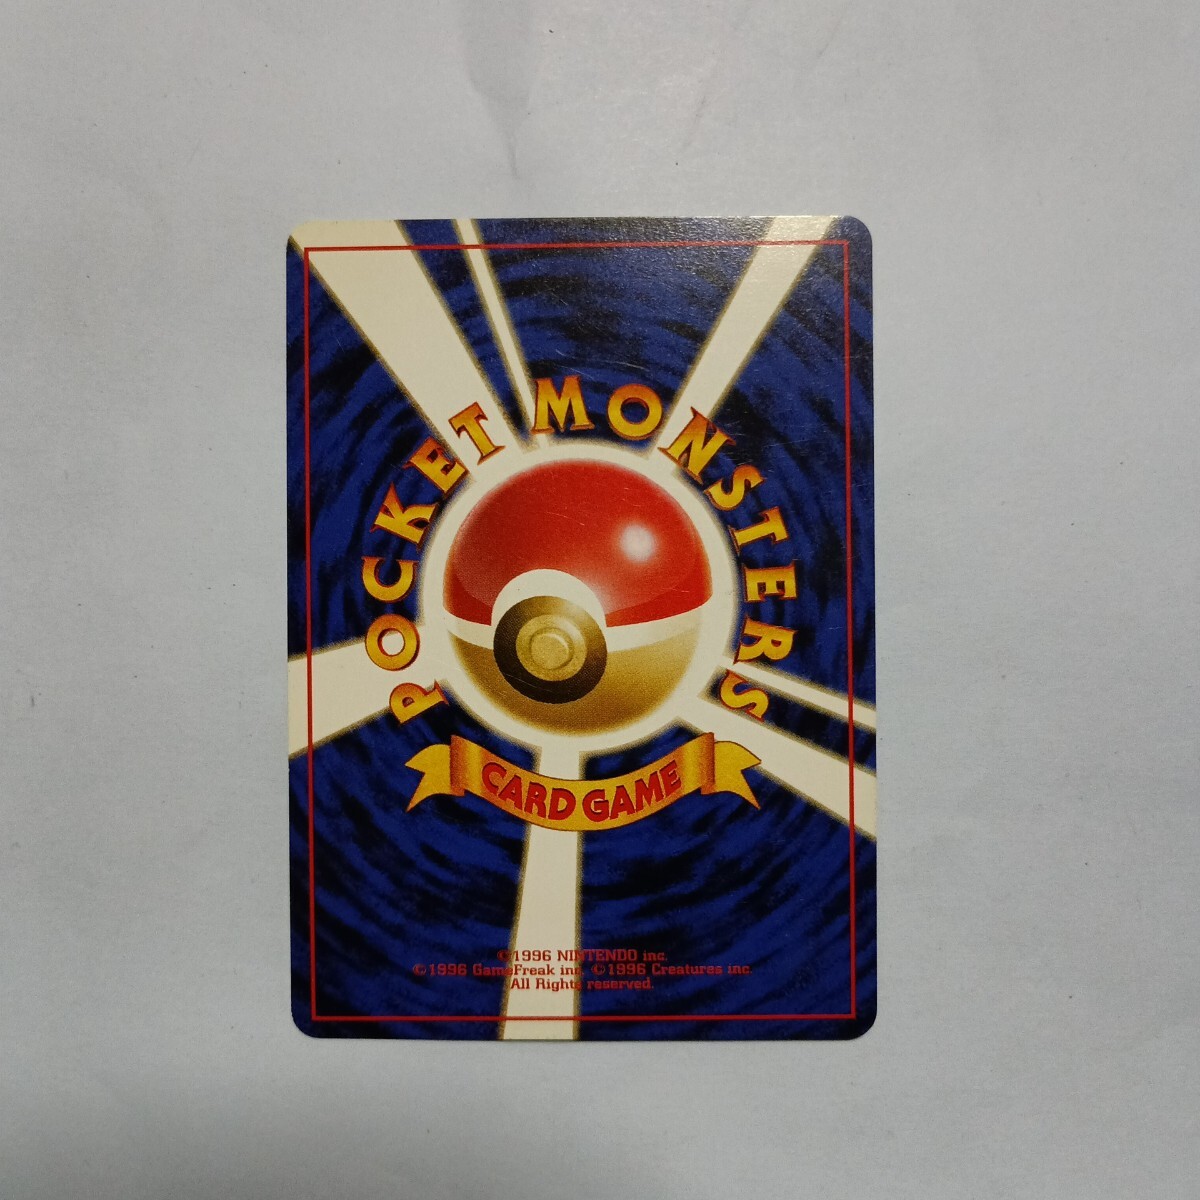 POCKET MONSTERS
CARD GAME
©1996 NINTENDO inc.
©1996 GameFreak inc. ©1996 Creatures inc.
All Rights reserved.